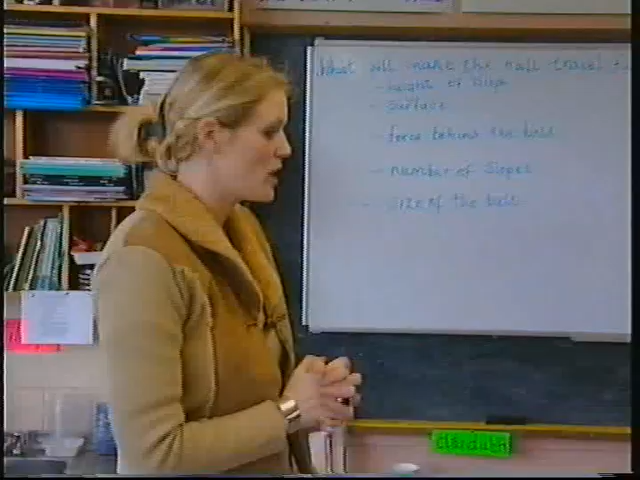 What will make the ball travel
- height of slope
- surface
- force behind the ball
- number of slopes
- size of the ball